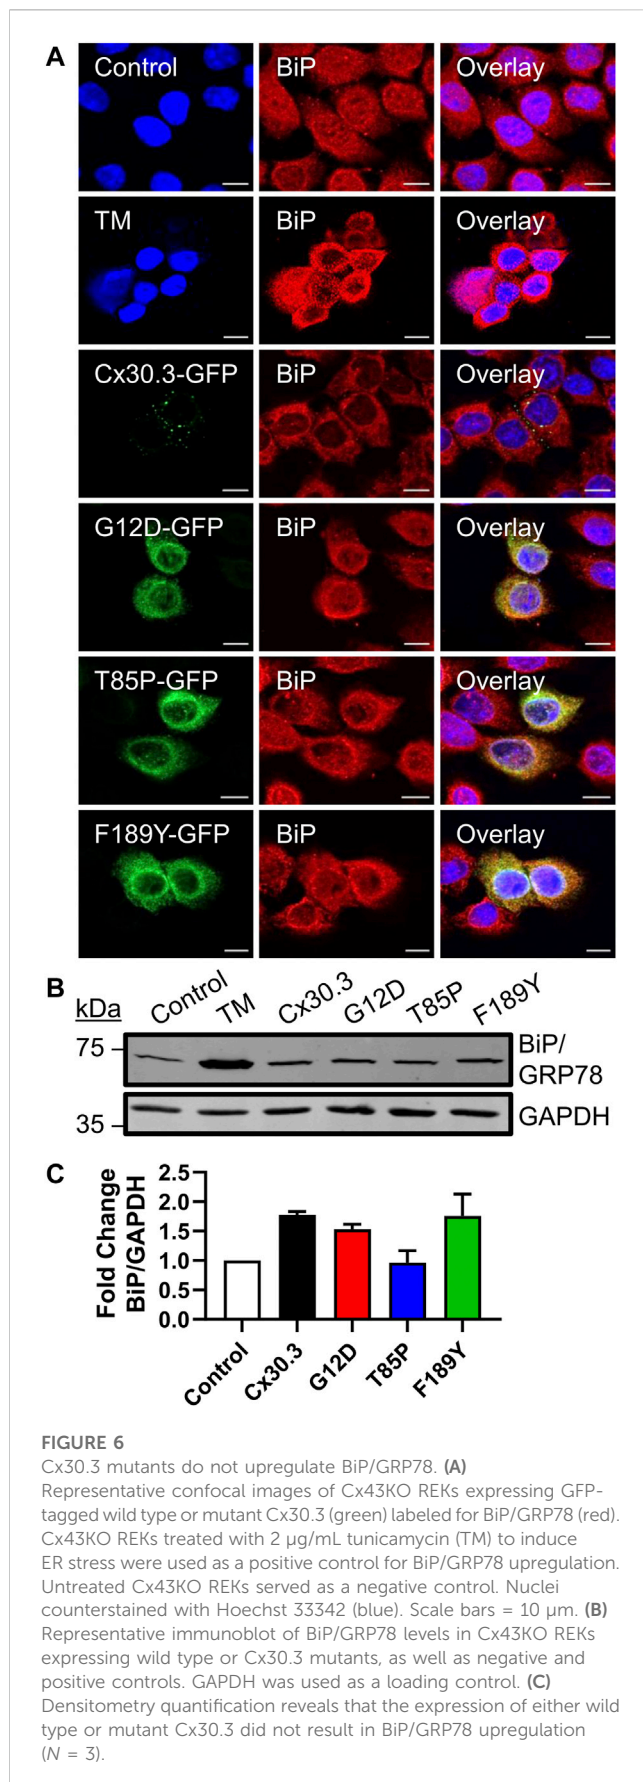 A
Control BiP Overlay
TM BiP Overlay
Cx30.3-GFP BiP Overlay
G12D-GFP BiP Overlay
T85P-GFP BiP Overlay
F189Y-GFP BiP Overlay
B
kDa Control TM Cx30.3 G12D T85P F189Y
75 BiP/
GRP78
35 GAPDH
C
Fold Change
BiP/GAPDH
2.5
2.0
1.5
1.0
0.5
0.0
Control Cx30.3 G12D T85P F189Y
FIGURE 6
Cx30.3 mutants do not upregulate BiP/GRP78. (A)
Representative confocal images of Cx43KO REKs expressing GFP-
tagged wild type or mutant Cx30.3 (green) labeled for BiP/GRP78 (red).
Cx43KO REKs treated with 2 µg/mL tunicamycin (TM) to induce
ER stress were used as a positive control for BiP/GRP78 upregulation.
Untreated Cx43KO REKs served as a negative control. Nuclei
counterstained with Hoechst 33342 (blue). Scale bars = 10 µm. (B)
Representative immunoblot of BiP/GRP78 levels in Cx43KO REKs
expressing wild type or Cx30.3 mutants, as well as negative and
positive controls. GAPDH was used as a loading control. (C)
Densitometry quantification reveals that the expression of either wild
type or mutant Cx30.3 did not result in BiP/GRP78 upregulation
(N = 3).